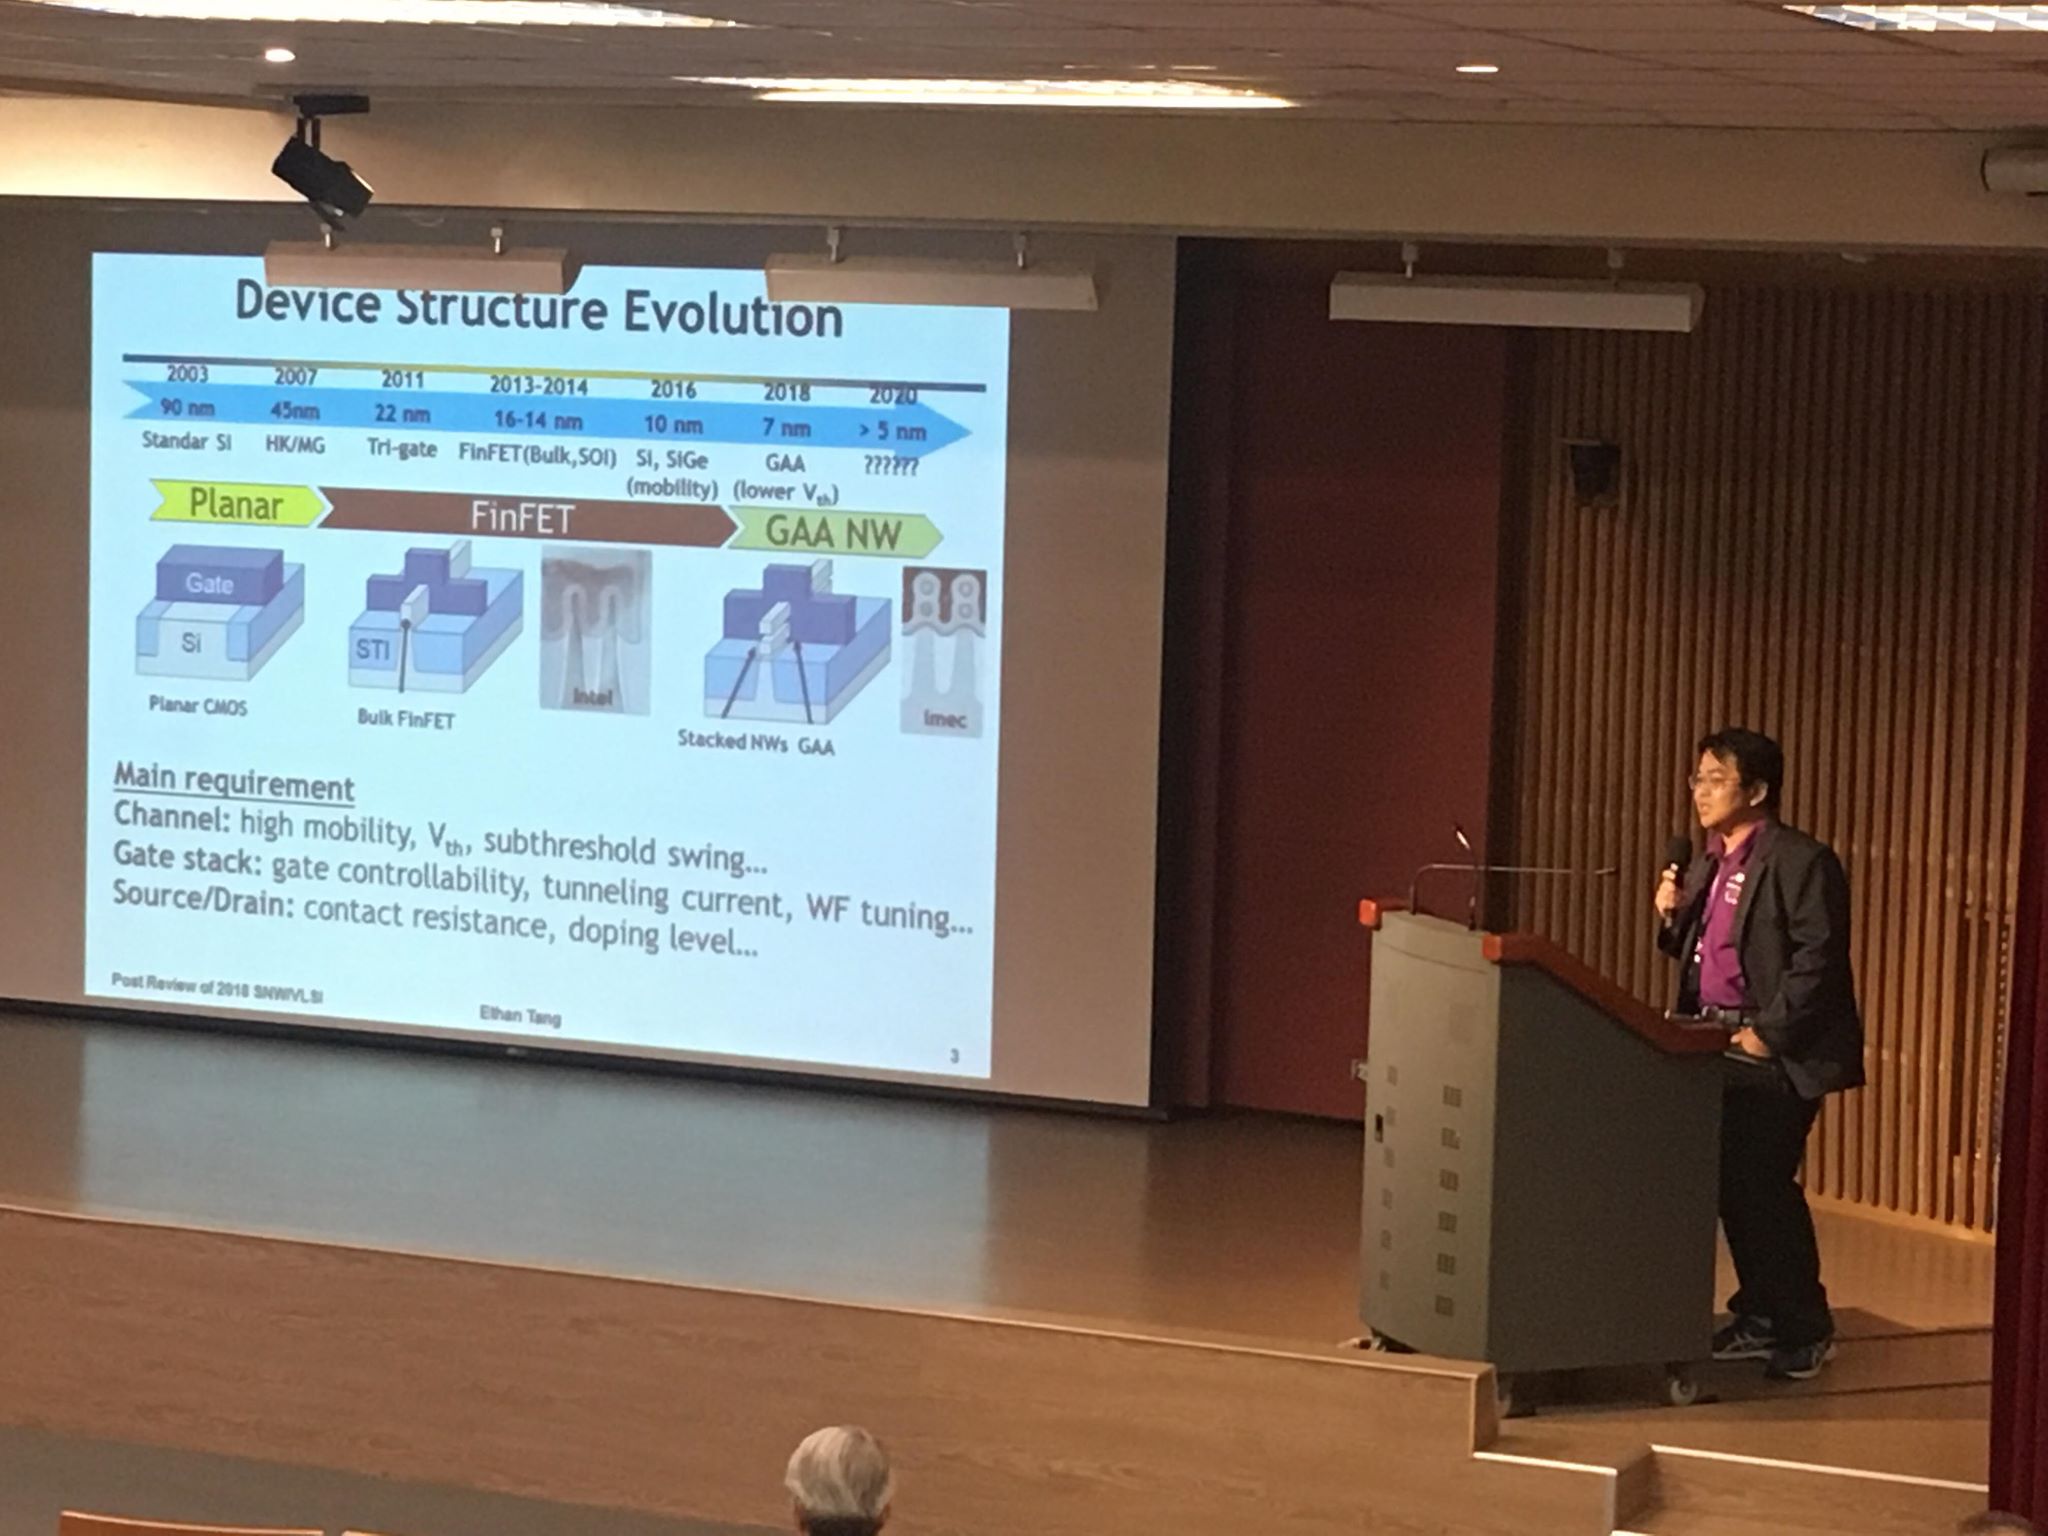 Device Structure Evolution
2003 2007 2011 2013-2014 2016 2018 2020
90 nm 45nm 22 nm 16-14 nm 10 nm 7 nm > 5 nm
Standar Si HK/MG Tri-gate FinFET(Bulk,SOI) Si, SiGe GAA ??????
(mobility) (lower Vth)
Planar FinFET GAA NW
Gate
Si
STI
Intel
Imec
Planar CMOS
Bulk FinFET
Stacked NWs GAA
Main requirement
Channel: high mobility, Vth, subthreshold swing...
Gate stack: gate controllability, tunneling current, WF tuning...
Source/Drain: contact resistance, doping level...
Post Review of 2018 SNW/VLSI
Ethan Tang
3